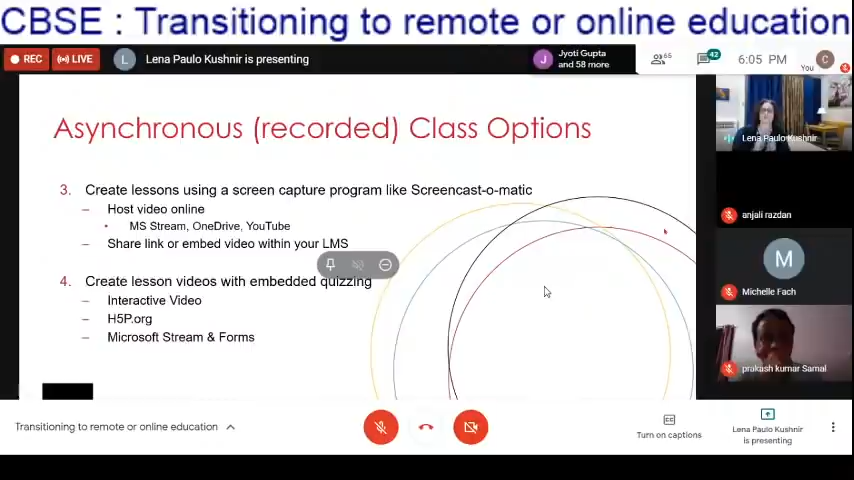 CBSE : Transitioning to remote or online education
REC
LIVE
L
Lena Paulo Kushnir is presenting
J
Jyoti Gupta
and 58 more
65
42
6:05 PM
You
C
Asynchronous (recorded) Class Options
3. Create lessons using a screen capture program like Screencast-o-matic
– Host video online
• MS Stream, OneDrive, YouTube
– Share link or embed video within your LMS
4. Create lesson videos with embedded quizzing
– Interactive Video
– H5P.org
– Microsoft Stream & Forms
Lena Paulo Kushnir
anjali razdan
M
Michelle Fach
prakash kumar Samal
Transitioning to remote or online education
Turn on captions
Lena Paulo Kushnir
is presenting